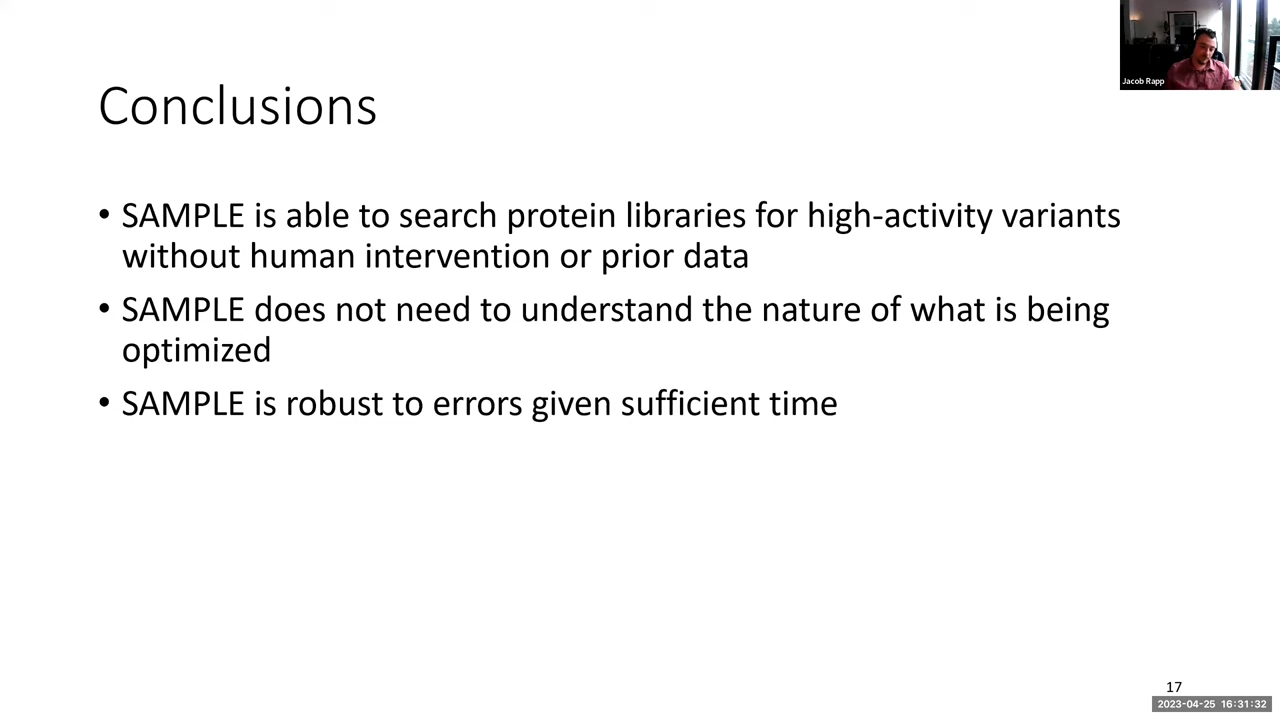 Jacob Rapp
Conclusions
• SAMPLE is able to search protein libraries for high-activity variants
without human intervention or prior data
• SAMPLE does not need to understand the nature of what is being
optimized
• SAMPLE is robust to errors given sufficient time
17
2023-04-25 16:31:32